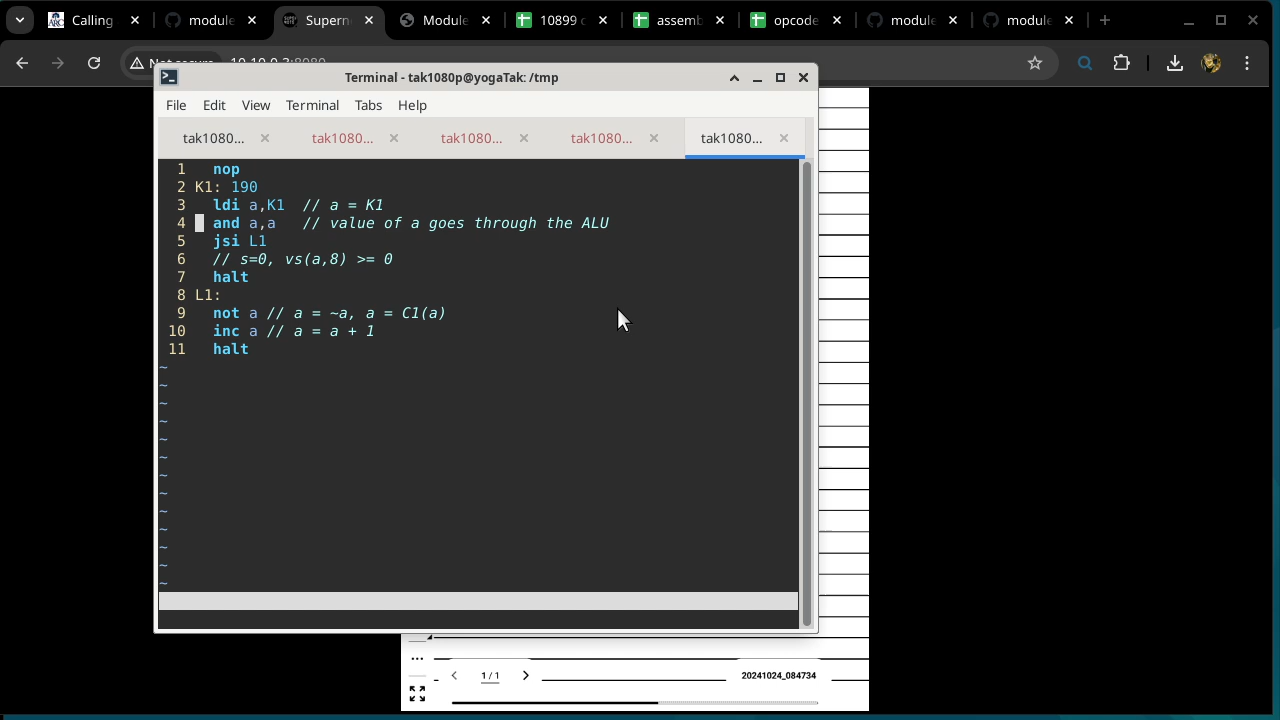 Calling
module
Supern
Module
10899 c
assemb
opcode
module
module
Terminal - tak1080p@yogaTak: /tmp
File Edit View Terminal Tabs Help
tak1080...
tak1080...
tak1080...
tak1080...
tak1080...
1 nop
2 K1: 190
3 ldi a,K1 // a = K1
4 and a,a // value of a goes through the ALU
5 jsi L1
6 // s=0, vs(a,8) >= 0
7 halt
8 L1:
9 not a // a = ~a, a = C1(a)
10 inc a // a = a + 1
11 halt
~
~
~
~
~
~
~
~
~
~
~
~
~
1 / 1
20241024_084734